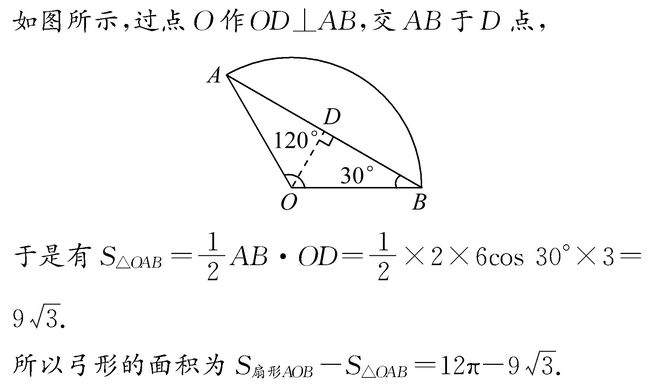 如图所示,过点O作OD⊥AB,交AB于D点,
A
D
120°
30°
O
B
于是有S△OAB=1/2AB·OD=1/2×2×6cos 30°×3=
9√3.
所以弓形的面积为S扇形AOB-S△OAB=12π-9√3.